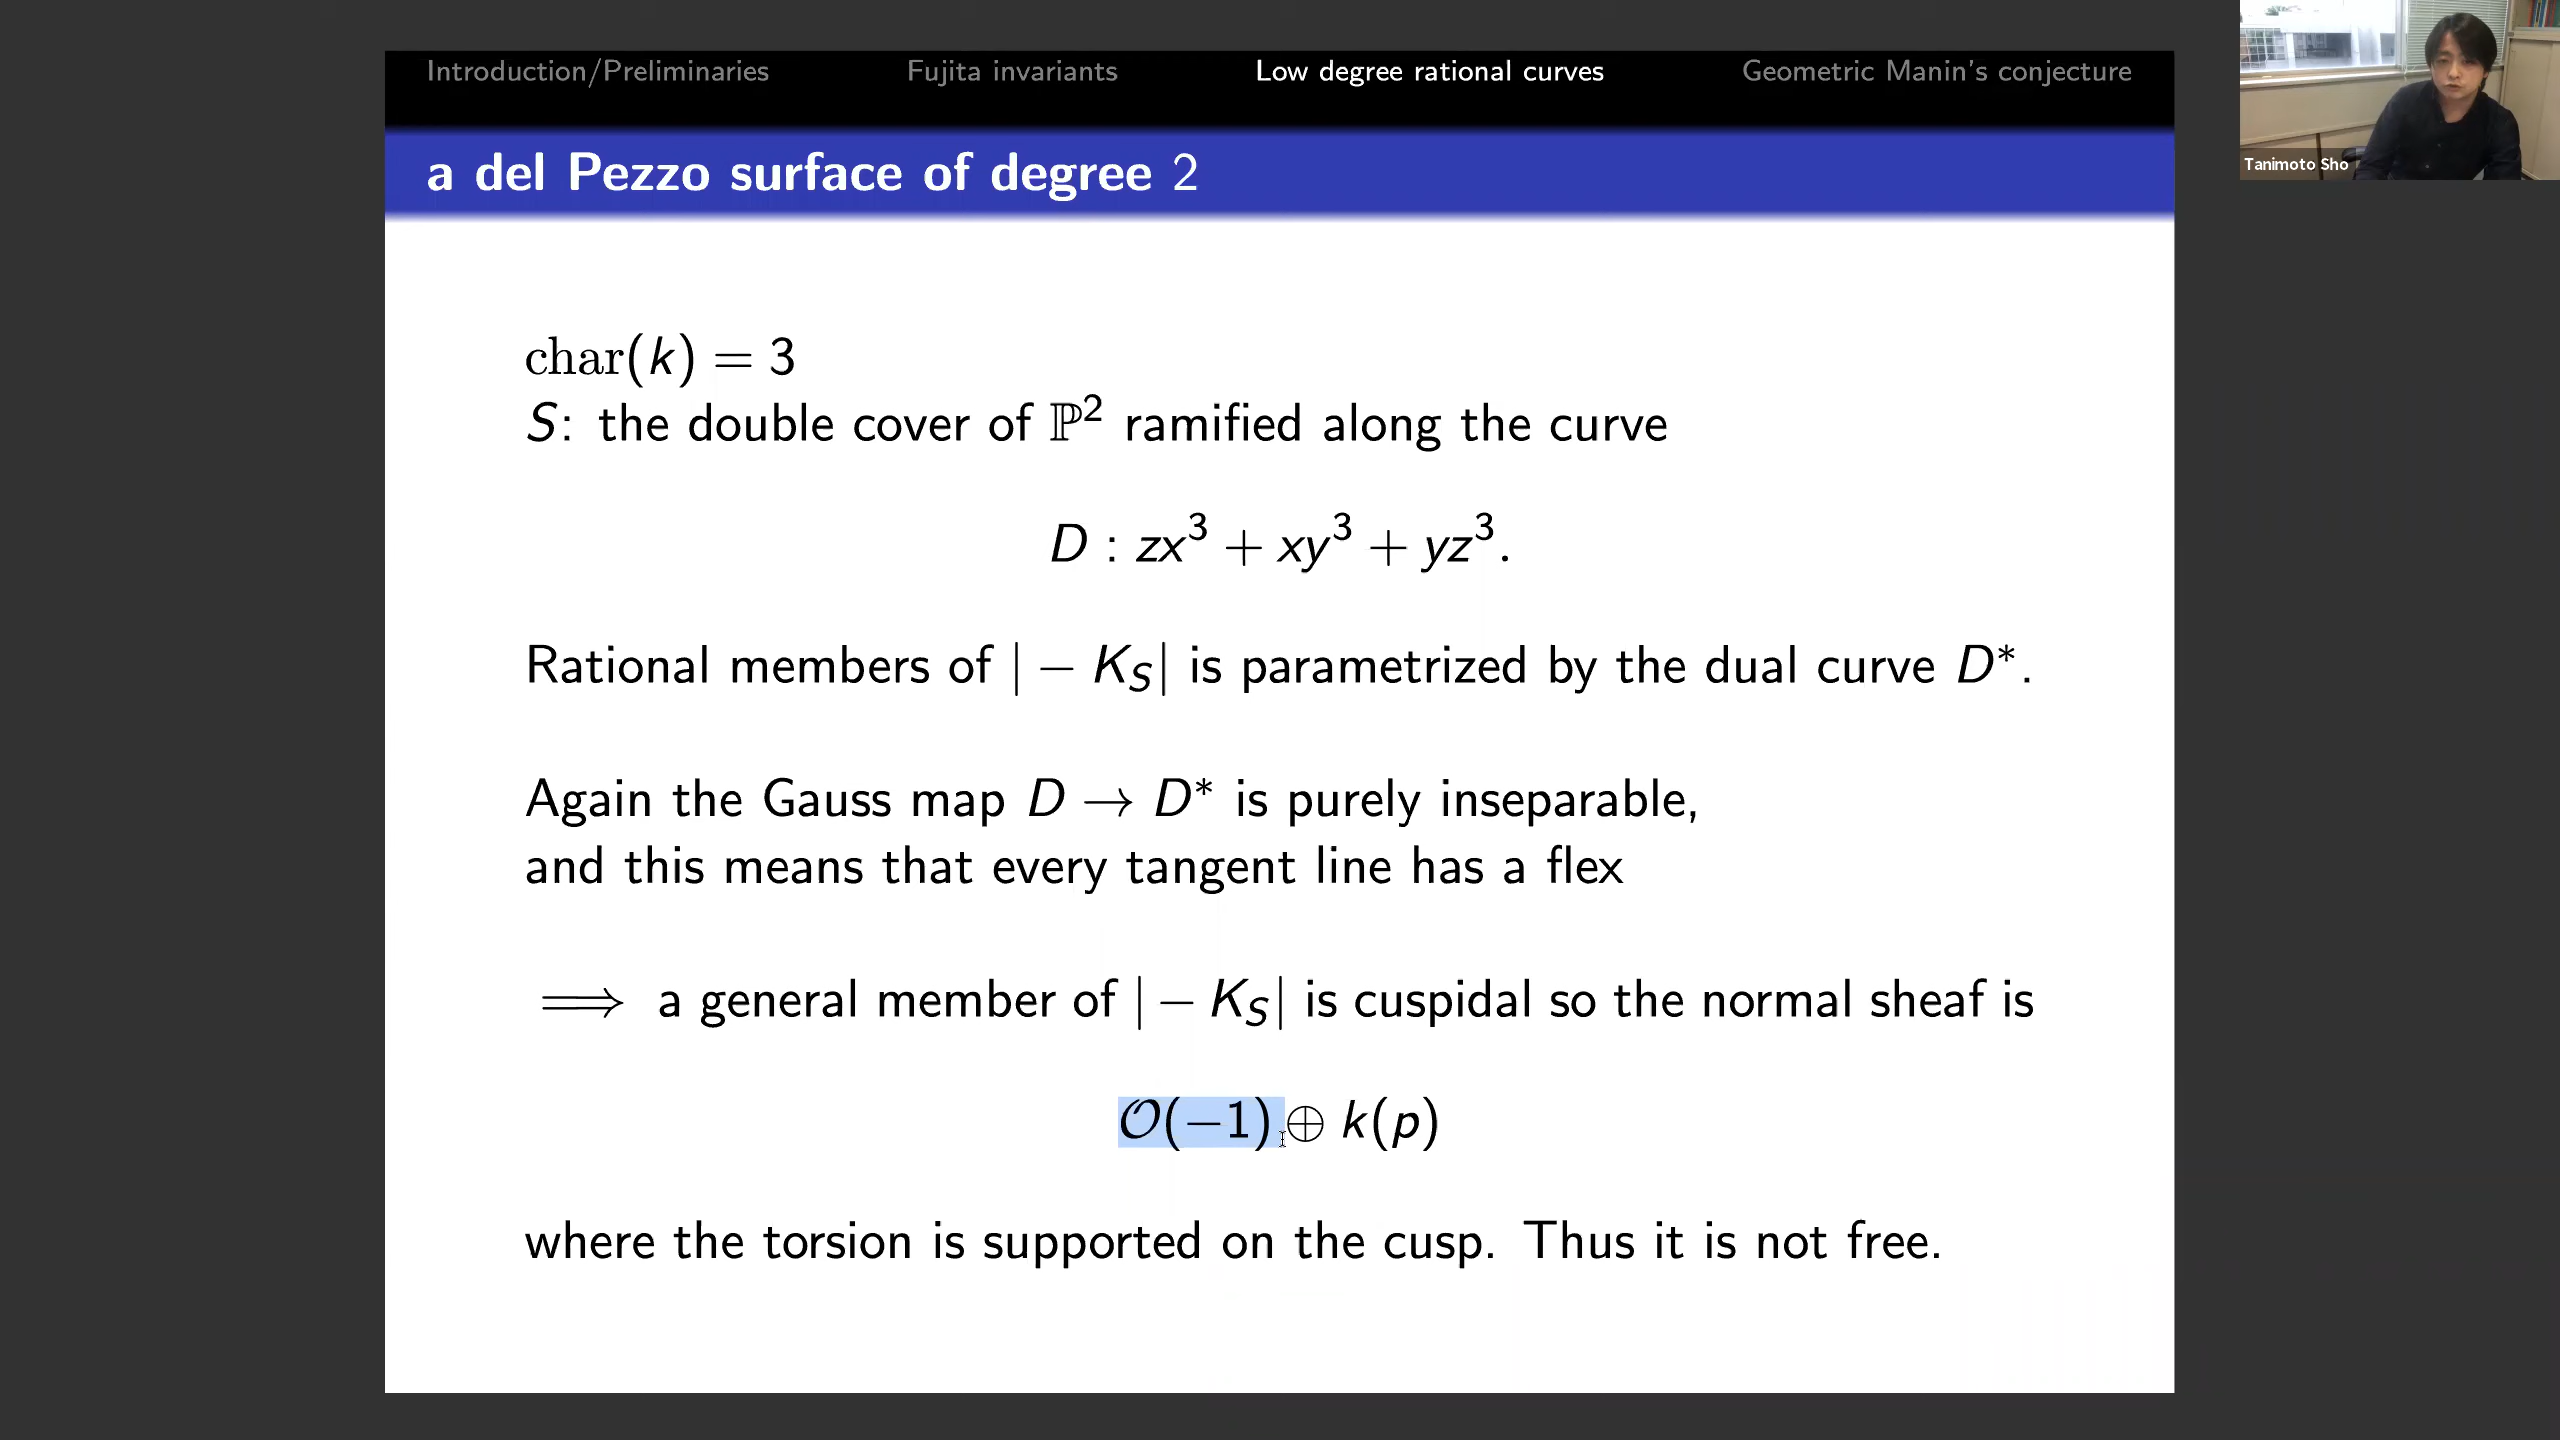 Introduction/Preliminaries Fujita invariants Low degree rational curves Geometric Manin's conjecture
Tanimoto Sho
a del Pezzo surface of degree 2
char(k) = 3
S: the double cover of ℙ² ramified along the curve
D : zx³ + xy³ + yz³.
Rational members of | − K_S| is parametrized by the dual curve D*.
Again the Gauss map D → D* is purely inseparable,
and this means that every tangent line has a flex
⟹ a general member of | − K_S| is cuspidal so the normal sheaf is
𝒪(−1) ⊕ k(p)
where the torsion is supported on the cusp. Thus it is not free.